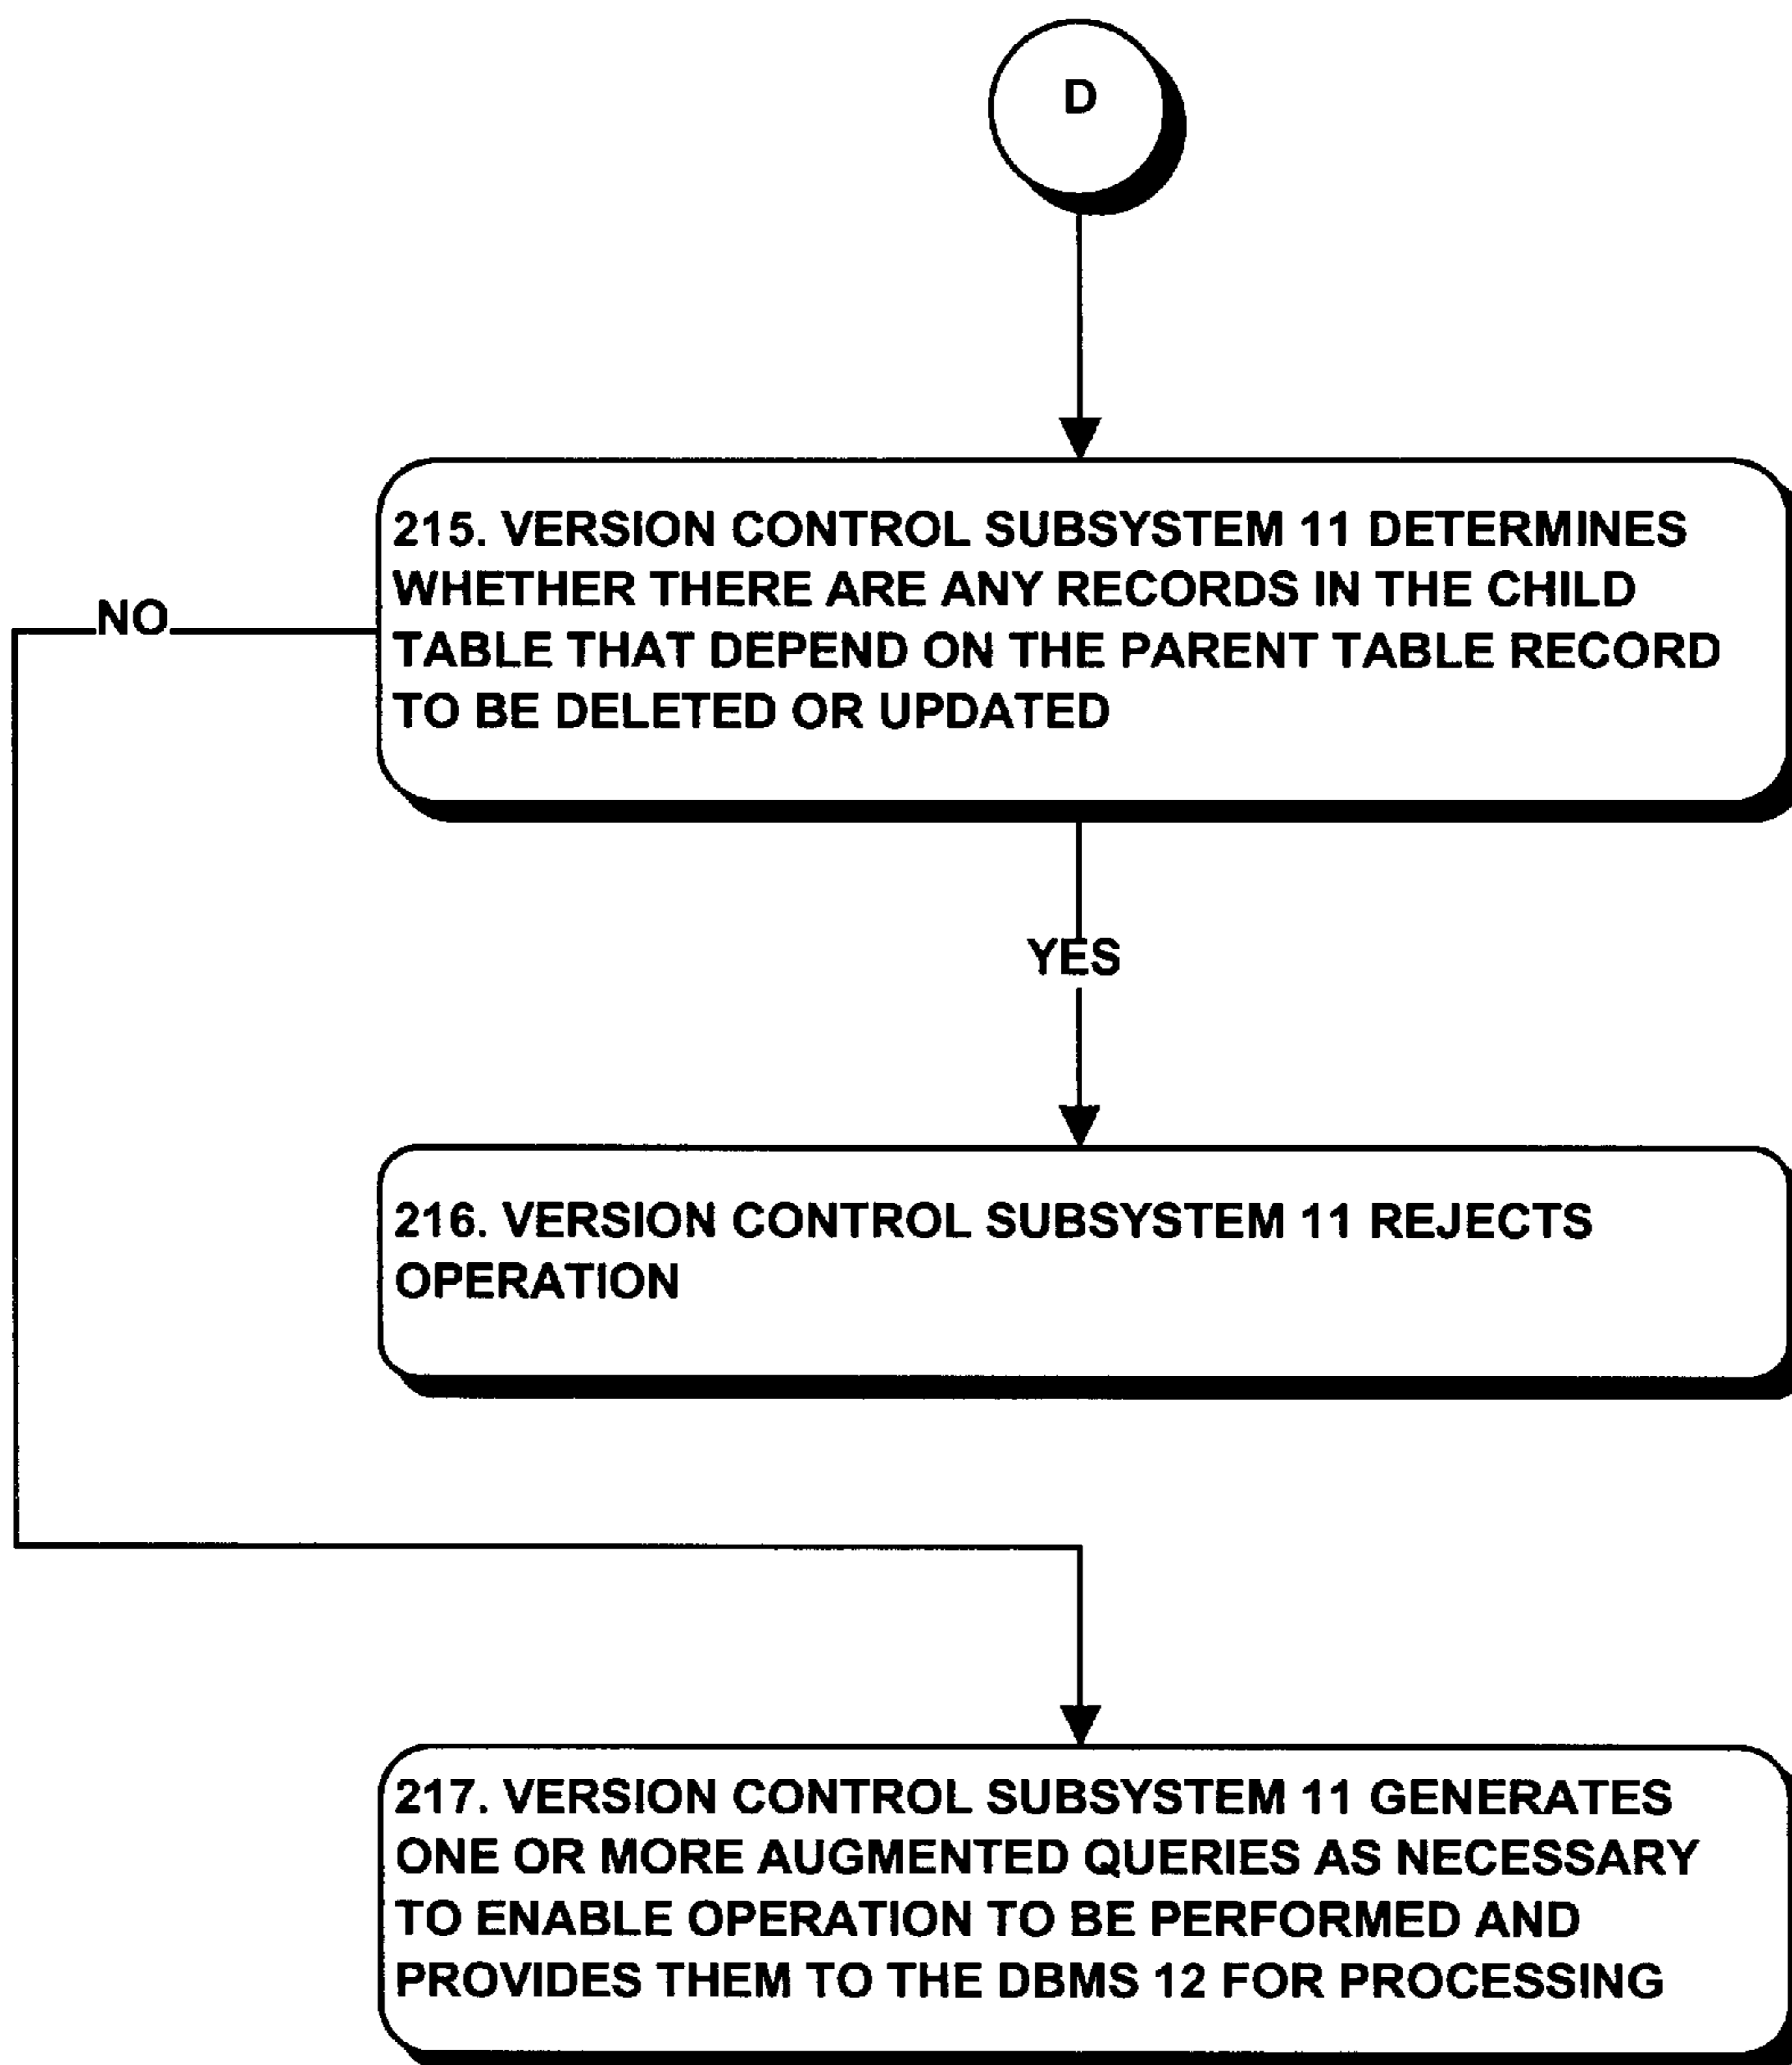 D
215. VERSION CONTROL SUBSYSTEM 11 DETERMINES
WHETHER THERE ARE ANY RECORDS IN THE CHILD
TABLE THAT DEPEND ON THE PARENT TABLE RECORD
TO BE DELETED OR UPDATED
NO
YES
216. VERSION CONTROL SUBSYSTEM 11 REJECTS
OPERATION
217. VERSION CONTROL SUBSYSTEM 11 GENERATES
ONE OR MORE AUGMENTED QUERIES AS NECESSARY
TO ENABLE OPERATION TO BE PERFORMED AND
PROVIDES THEM TO THE DBMS 12 FOR PROCESSING